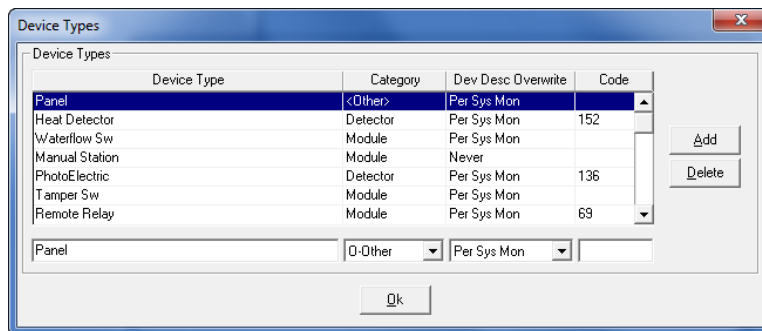 Device Types
Device Types
Device Type Category Dev Desc Overwrite Code
Panel <Other> Per Sys Mon
Heat Detector Detector Per Sys Mon 152
Waterflow Sw Module Per Sys Mon
Manual Station Module Never
PhotoElectric Detector Per Sys Mon 136
Tamper Sw Module Per Sys Mon
Remote Relay Module Per Sys Mon 69
Add
Delete
Panel O-Other Per Sys Mon
Ok